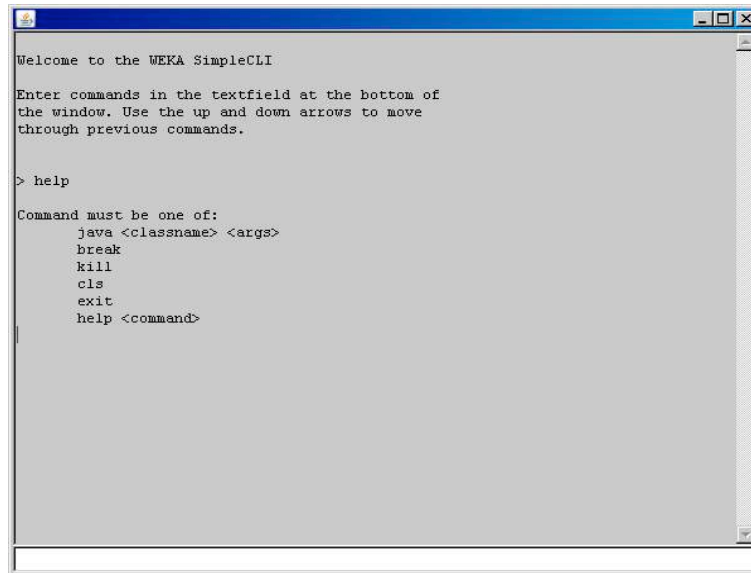 Welcome to the WEKA SimpleCLI
Enter commands in the textfield at the bottom of
the window. Use the up and down arrows to move
through previous commands.
> help
Command must be one of:
java <classname> <args>
break
kill
cls
exit
help <command>